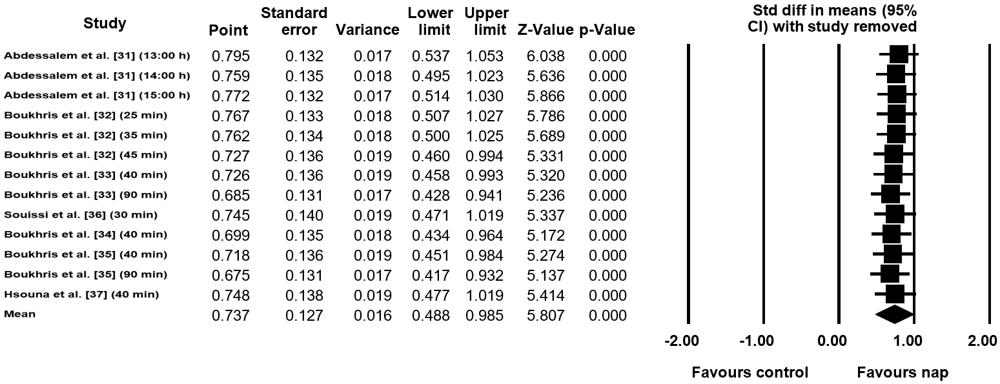 Study Point Standard error Variance Lower limit Upper limit Z-Value p-Value Std diff in means (95% CI) with study removed
Abdessalem et al. [31] (13:00 h) 0.795 0.132 0.017 0.537 1.053 6.038 0.000
Abdessalem et al. [31] (14:00 h) 0.759 0.135 0.018 0.495 1.023 5.636 0.000
Abdessalem et al. [31] (15:00 h) 0.772 0.132 0.017 0.514 1.030 5.866 0.000
Boukhris et al. [32] (25 min) 0.767 0.133 0.018 0.507 1.027 5.786 0.000
Boukhris et al. [32] (35 min) 0.762 0.134 0.018 0.500 1.025 5.689 0.000
Boukhris et al. [32] (45 min) 0.727 0.136 0.019 0.460 0.994 5.331 0.000
Boukhris et al. [33] (40 min) 0.726 0.136 0.019 0.458 0.993 5.320 0.000
Boukhris et al. [33] (90 min) 0.685 0.131 0.017 0.428 0.941 5.236 0.000
Souissi et al. [36] (30 min) 0.745 0.140 0.019 0.471 1.019 5.337 0.000
Boukhris et al. [34] (40 min) 0.699 0.135 0.018 0.434 0.964 5.172 0.000
Boukhris et al. [35] (40 min) 0.718 0.136 0.019 0.451 0.984 5.274 0.000
Boukhris et al. [35] (90 min) 0.675 0.131 0.017 0.417 0.932 5.137 0.000
Hsouna et al. [37] (40 min) 0.748 0.138 0.019 0.477 1.019 5.414 0.000
Mean 0.737 0.127 0.016 0.488 0.985 5.807 0.000
-2.00 -1.00 0.00 1.00 2.00
Favours control Favours nap